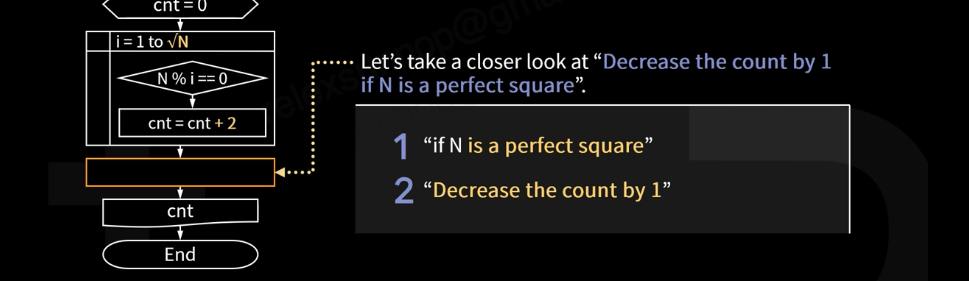 cnt = 0
i = 1 to √N
N % i == 0
cnt = cnt + 2
cnt
End
Let's take a closer look at “Decrease the count by 1
if N is a perfect square”.
1 “if N is a perfect square”
2 “Decrease the count by 1”